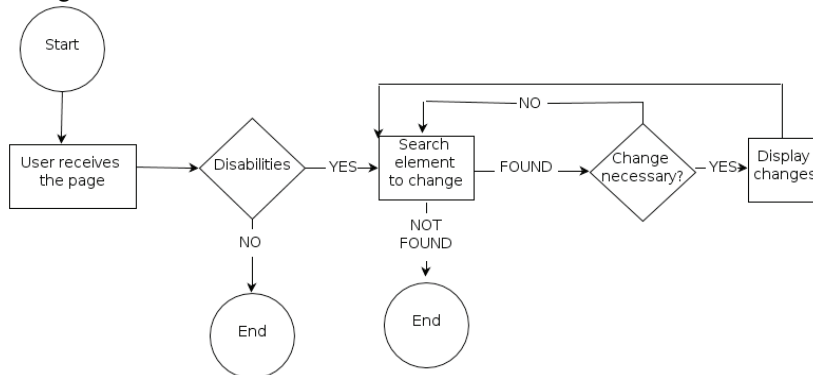 Start
User receives
the page
Disabilities
YES
NO
End
Search
element
to change
NOT
FOUND
End
FOUND
NO
Change
necessary?
YES
Display
changes